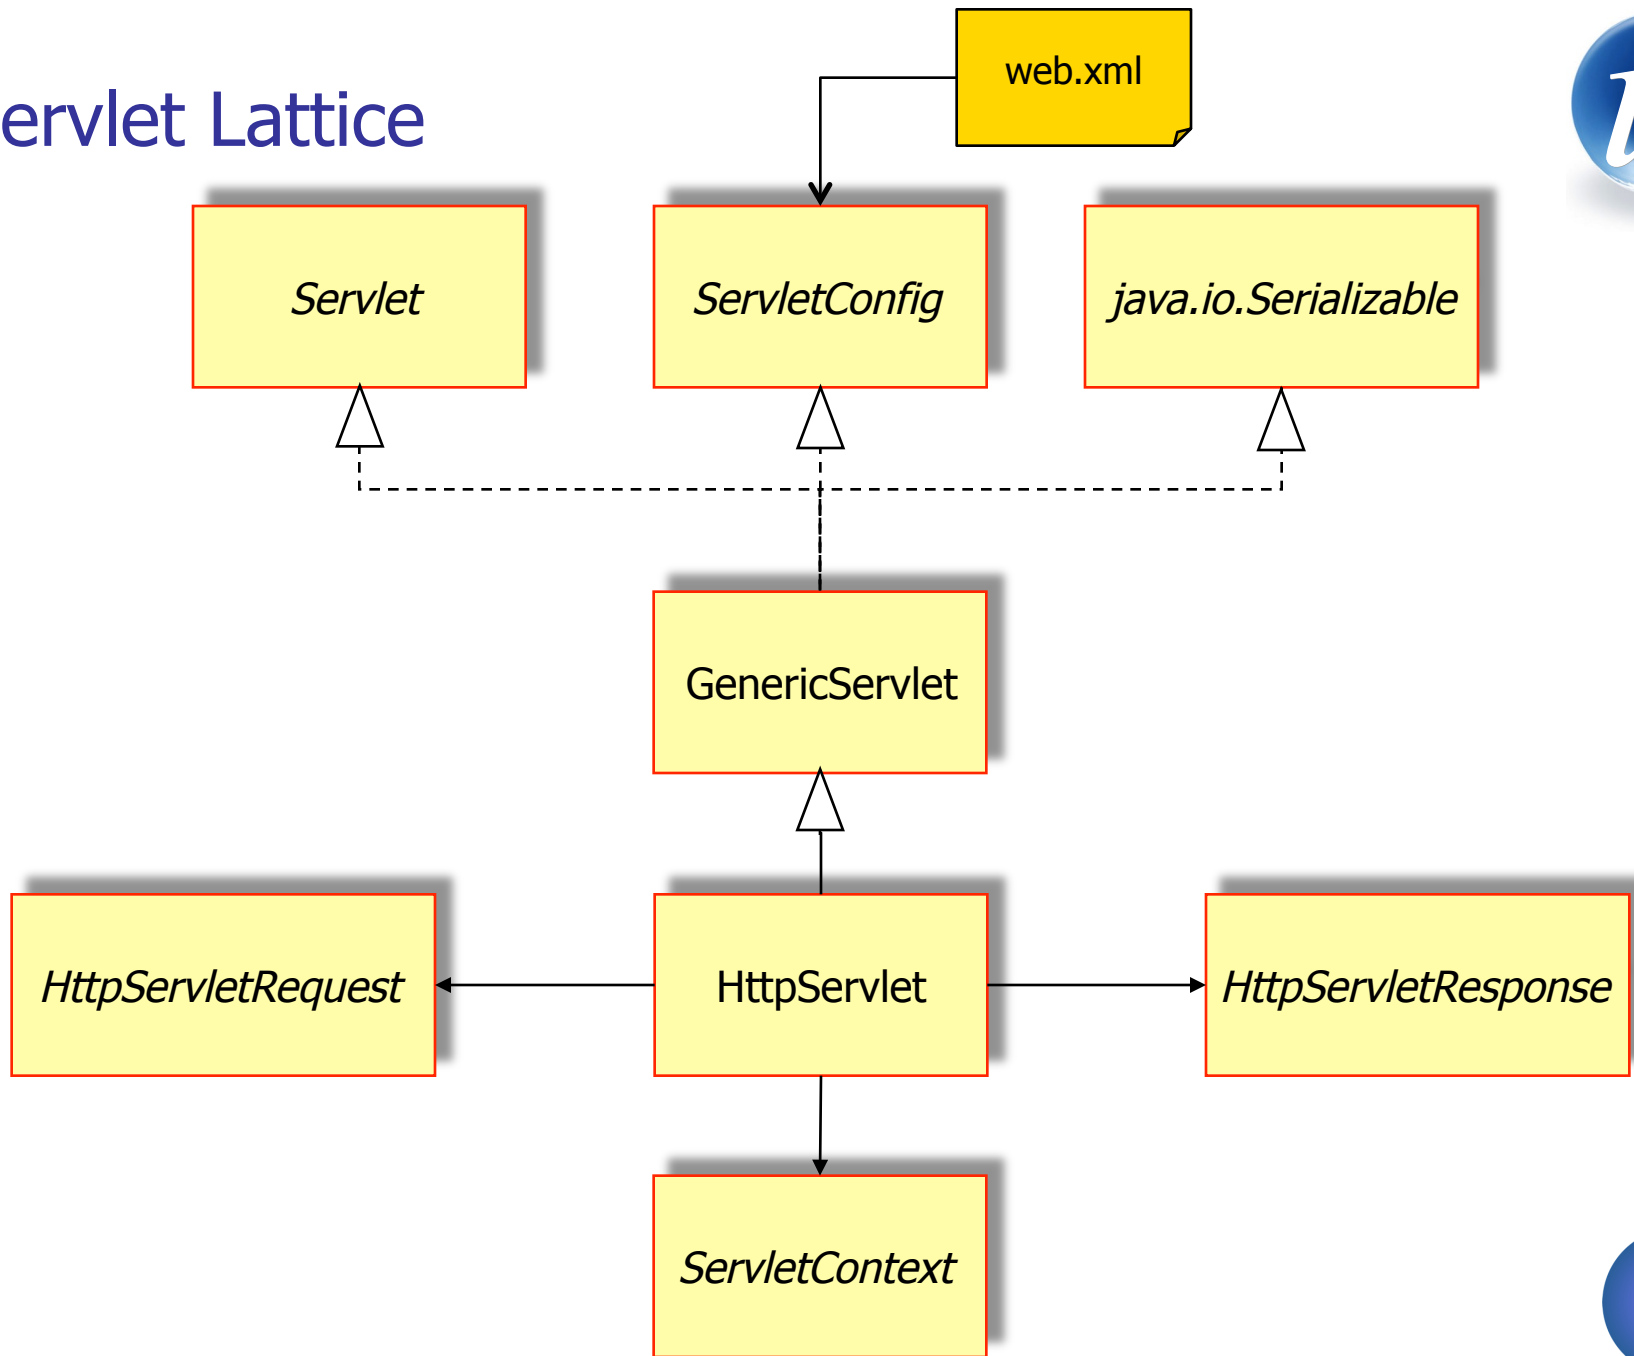 ervlet Lattice
web.xml
Servlet
ServletConfig
java.io.Serializable
GenericServlet
HttpServletRequest
HttpServlet
HttpServletResponse
ServletContext